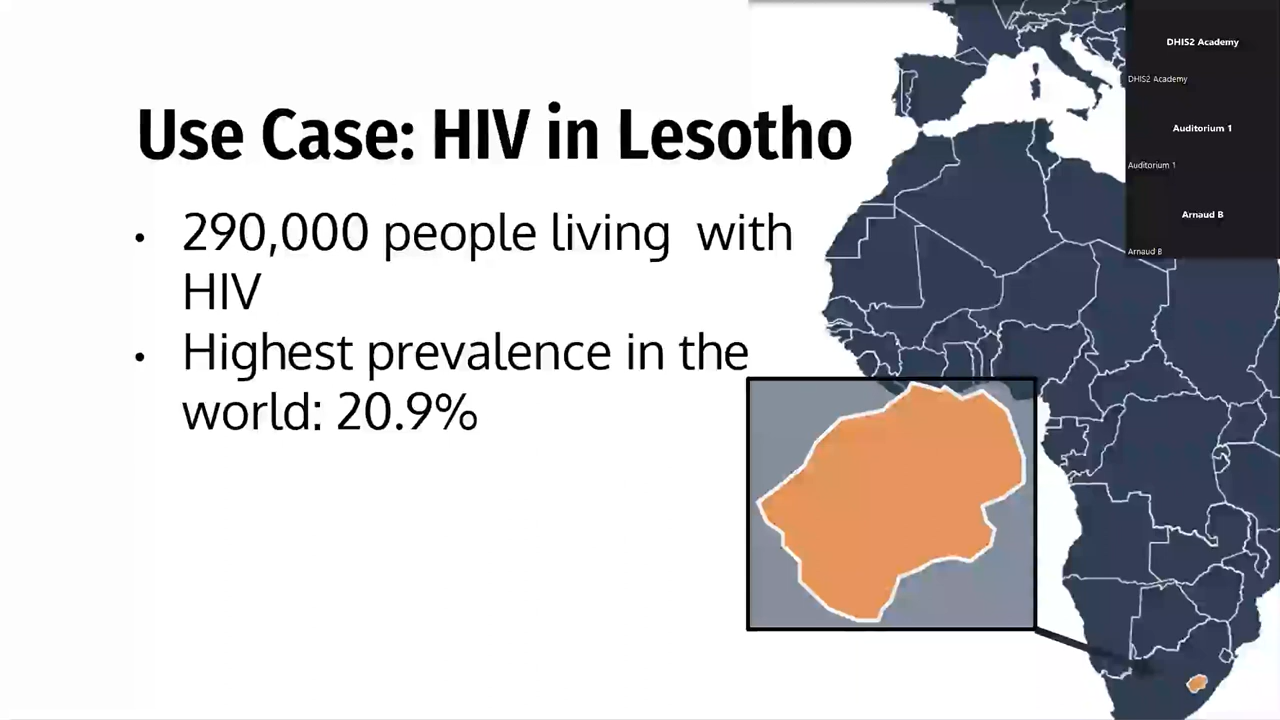 Use Case: HIV in Lesotho
• 290,000 people living with
HIV
• Highest prevalence in the
world: 20.9%
DHIS2 Academy
DHIS2 Academy
Auditorium 1
Auditorium 1
Arnaud B
Arnaud B